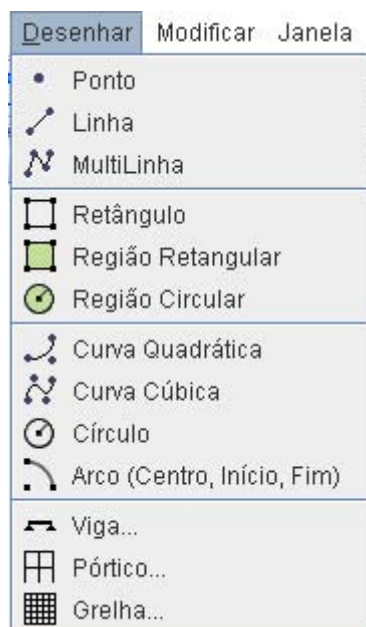 Desenhar Modificar Janela
Ponto
Linha
MultiLinha
Retângulo
Região Retangular
Região Circular
Curva Quadrática
Curva Cúbica
Círculo
Arco (Centro, Início, Fim)
Viga...
Pórtico...
Grelha...